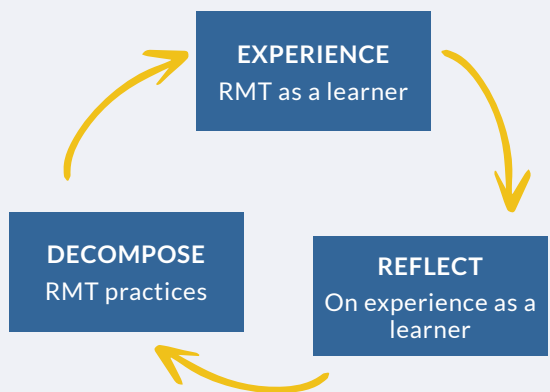 EXPERIENCE
RMT as a learner
REFLECT
On experience as a
learner
DECOMPOSE
RMT practices